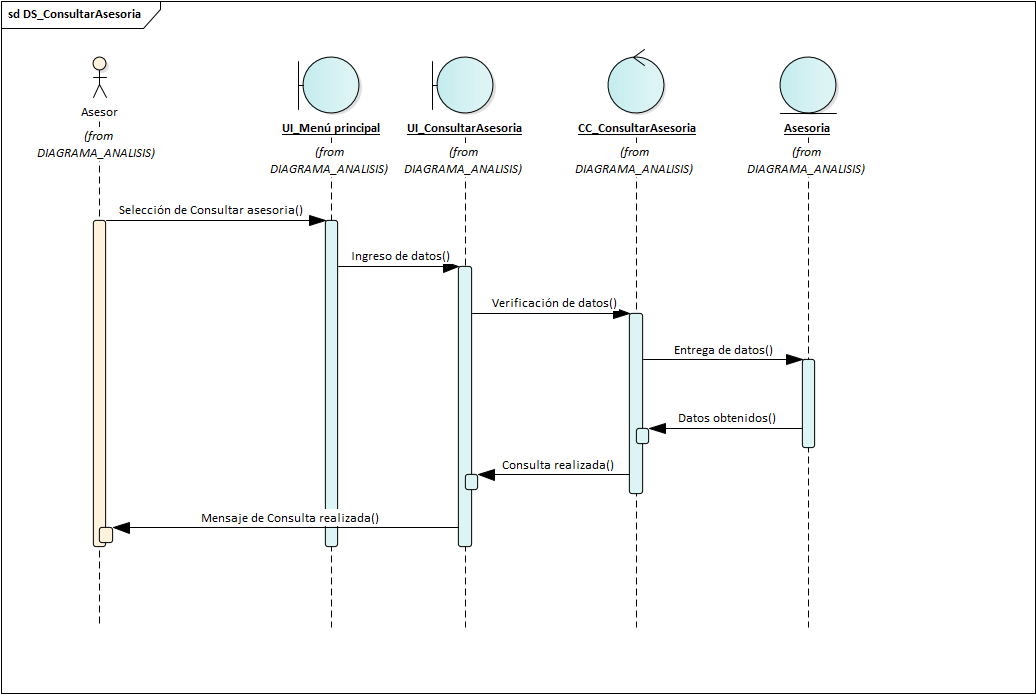 sd DS_ConsultarAsesoria
Asesor
(from
DIAGRAMA_ANALISIS)
UI_Menú principal
(from
DIAGRAMA_ANALISIS)
UI_ConsultarAsesoria
(from
DIAGRAMA_ANALISIS)
CC_ConsultarAsesoria
(from
DIAGRAMA_ANALISIS)
Asesoria
(from
DIAGRAMA_ANALISIS)
Selección de Consultar asesoria()
Ingreso de datos()
Verificación de datos()
Entrega de datos()
Datos obtenidos()
Consulta realizada()
Mensaje de Consulta realizada()